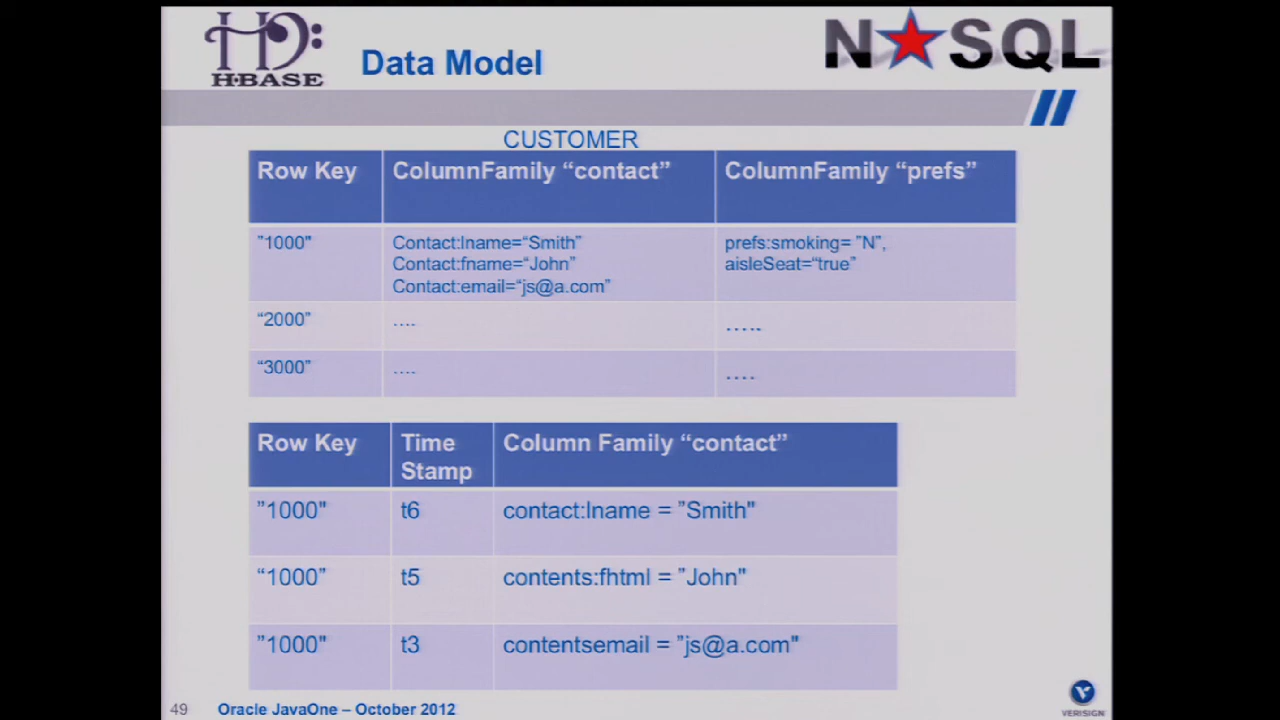 HBASE
Data Model
NOSQL
CUSTOMER
Row Key
ColumnFamily “contact”
ColumnFamily “prefs”
”1000"
Contact:lname=“Smith”
Contact:fname=“John”
Contact:email=“js@a.com”
prefs:smoking= ”N”,
aisleSeat=“true”
“2000”
....
.....
“3000”
....
....
Row Key
Time
Stamp
Column Family “contact”
”1000"
t6
contact:lname = ”Smith"
“1000”
t5
contents:fhtml = ”John"
”1000"
t3
contentsemail = ”js@a.com"
49
Oracle JavaOne – October 2012
VERISIGN